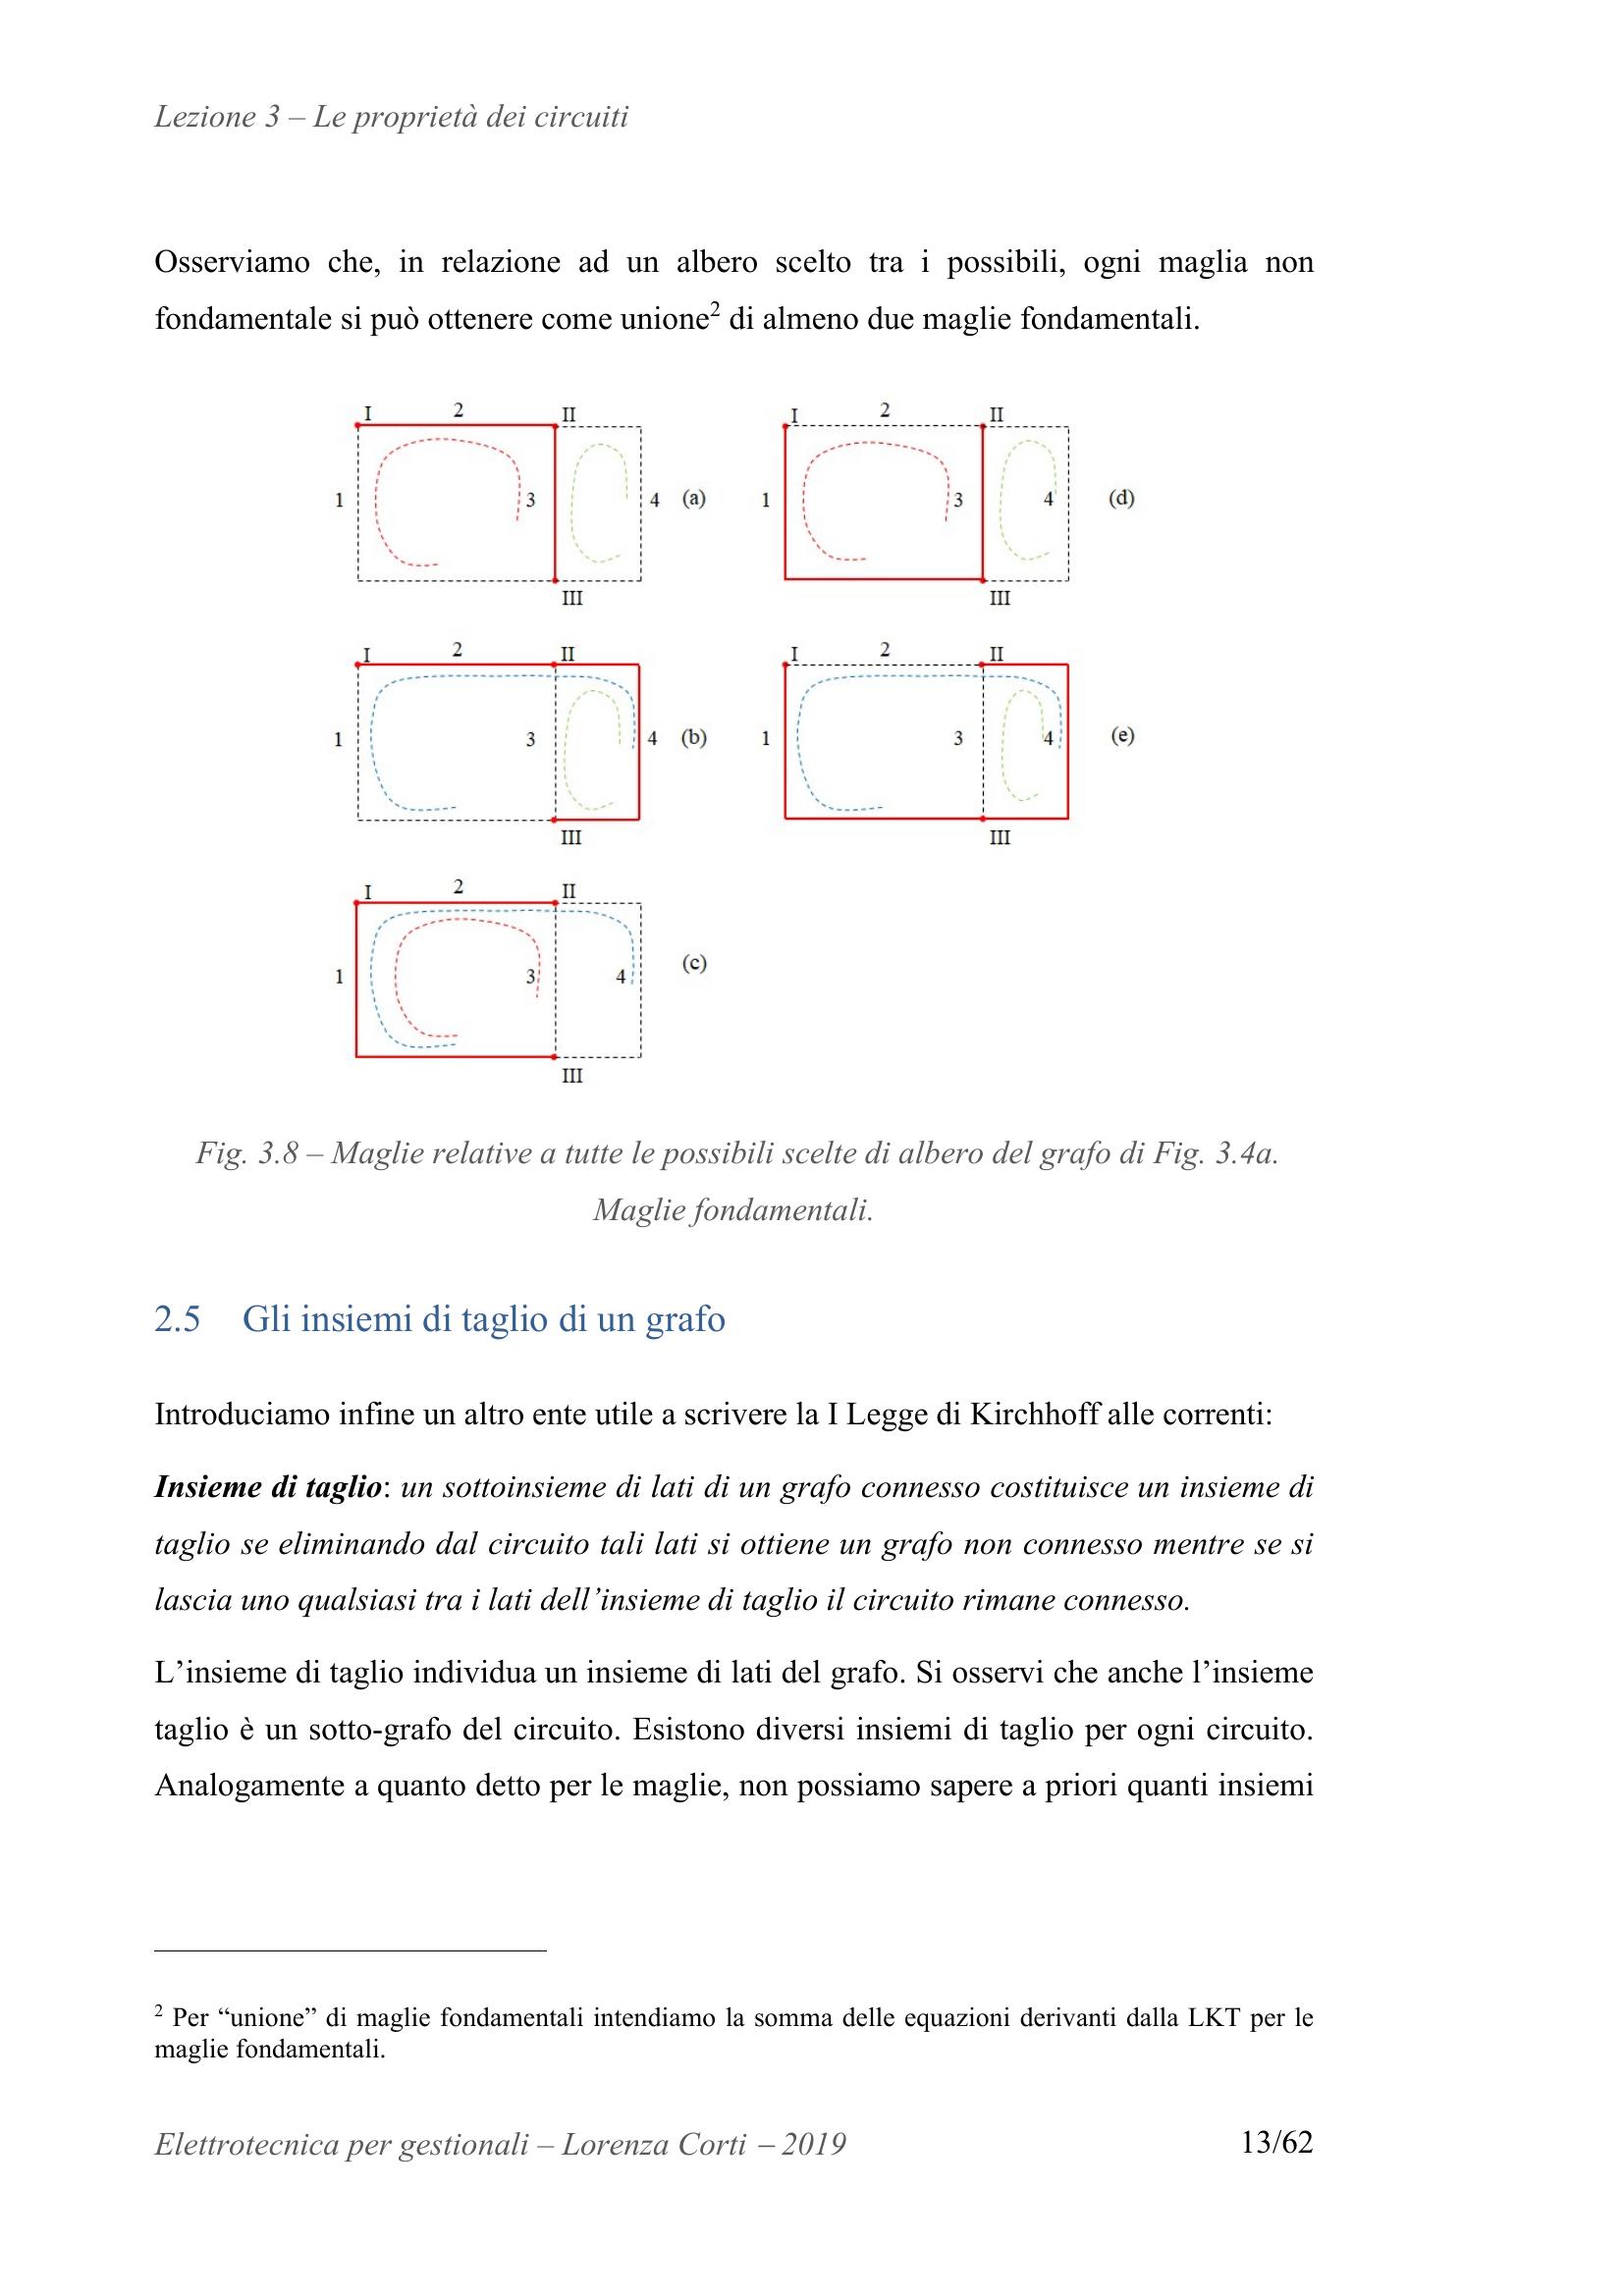 Lezione 3 – Le proprietà dei circuiti
Osserviamo che, in relazione ad un albero scelto tra i possibili, ogni maglia non
fondamentale si può ottenere come unione² di almeno due maglie fondamentali.
I 2 II
1 3 4 (a)
III
I 2 II
1 3 4 (d)
III
I 2 II
1 3 4 (b)
III
I 2 II
1 3 4 (e)
III
I 2 II
1 3 4 (c)
III
Fig. 3.8 – Maglie relative a tutte le possibili scelte di albero del grafo di Fig. 3.4a.
Maglie fondamentali.
2.5 Gli insiemi di taglio di un grafo
Introduciamo infine un altro ente utile a scrivere la I Legge di Kirchhoff alle correnti:
Insieme di taglio: un sottoinsieme di lati di un grafo connesso costituisce un insieme di
taglio se eliminando dal circuito tali lati si ottiene un grafo non connesso mentre se si
lascia uno qualsiasi tra i lati dell’insieme di taglio il circuito rimane connesso.
L’insieme di taglio individua un insieme di lati del grafo. Si osservi che anche l’insieme
taglio è un sotto-grafo del circuito. Esistono diversi insiemi di taglio per ogni circuito.
Analogamente a quanto detto per le maglie, non possiamo sapere a priori quanti insiemi
² Per “unione” di maglie fondamentali intendiamo la somma delle equazioni derivanti dalla LKT per le
maglie fondamentali.
Elettrotecnica per gestionali – Lorenza Corti – 2019
13/62